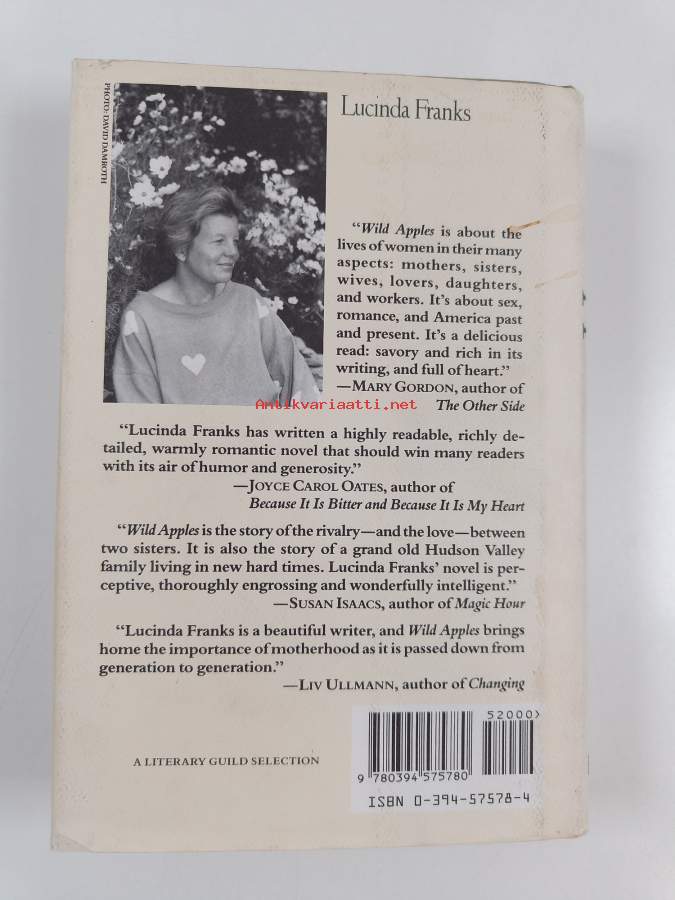 PHOTO: DAVID DAMROTH
Lucinda Franks
“Wild Apples is about the
lives of women in their many
aspects: mothers, sisters,
wives, lovers, daughters,
and workers. It’s about sex,
romance, and America past
and present. It’s a delicious
read: savory and rich in its
writing, and full of heart.”
—MARY GORDON, author of
The Other Side
Antikvariaatti.net
“Lucinda Franks has written a highly readable, richly de-
tailed, warmly romantic novel that should win many readers
with its air of humor and generosity.”
—JOYCE CAROL OATES, author of
Because It Is Bitter and Because It Is My Heart
“Wild Apples is the story of the rivalry—and the love—between
two sisters. It is also the story of a grand old Hudson Valley
family living in new hard times. Lucinda Franks’ novel is per-
ceptive, thoroughly engrossing and wonderfully intelligent.”
—SUSAN ISAACS, author of Magic Hour
“Lucinda Franks is a beautiful writer, and Wild Apples brings
home the importance of motherhood as it is passed down from
generation to generation.”
—LIV ULLMANN, author of Changing
A LITERARY GUILD SELECTION
52000>
9 780394 575780
ISBN 0-394-57578-4